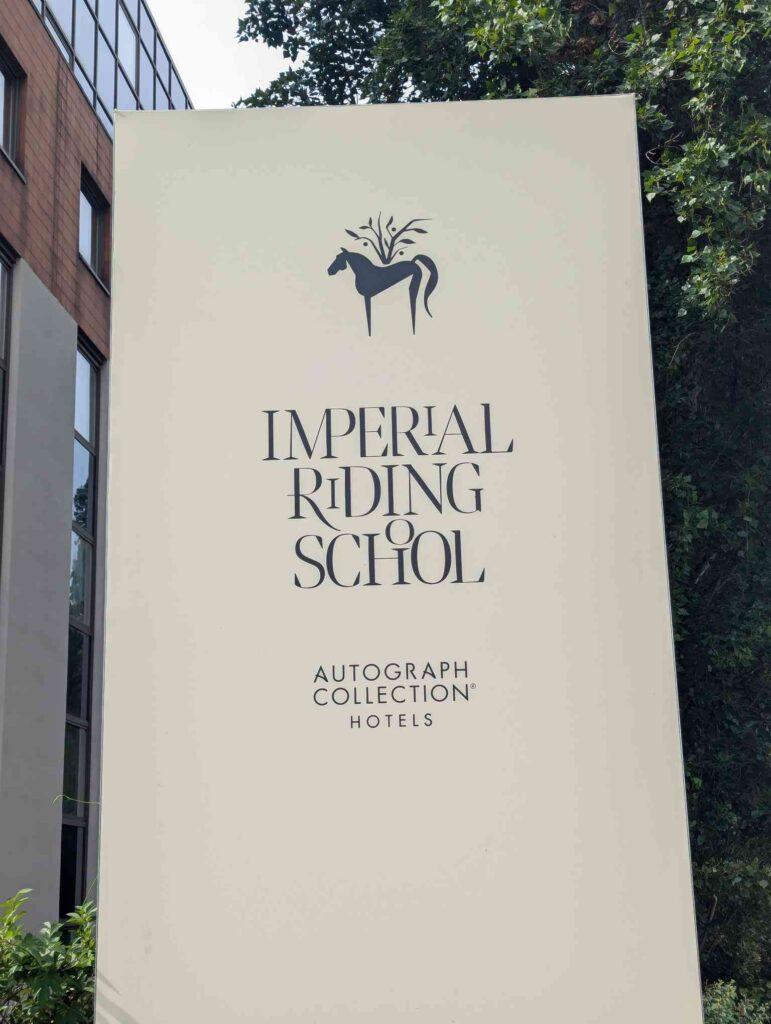 IMPERIAL
RIDING
SCHOOL
AUTOGRAPH
COLLECTION®
HOTELS